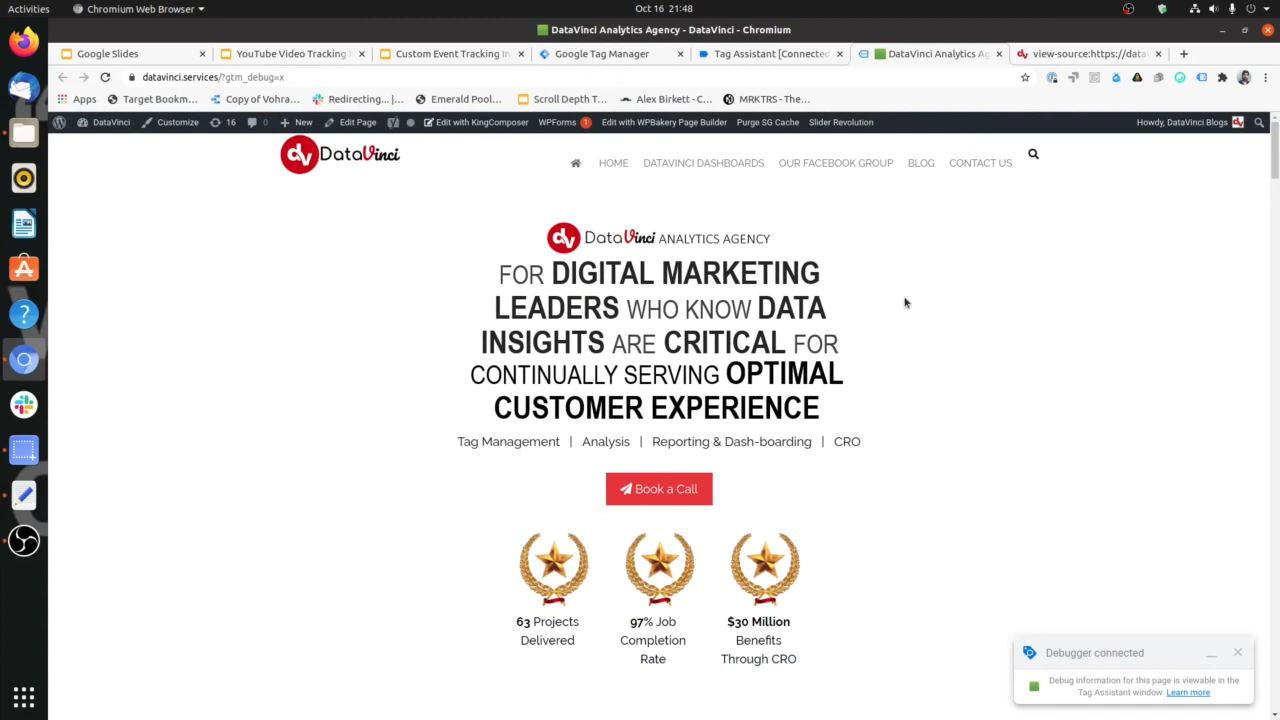 Activities
Chromium Web Browser
Oct 16 21:48
DataVinci Analytics Agency - DataVinci - Chromium
Google Slides
YouTube Video Tracking
Custom Event Tracking In
Google Tag Manager
Tag Assistant [Connected
DataVinci Analytics Ag
view-source:https://data
datavinci.services/?gtm_debug=x
Apps
Target Bookm...
Copy of Vohra...
Redirecting... |...
Emerald Pool...
Scroll Depth T...
Alex Birkett - C...
MRKTRS - The...
DataVinci
Customize
16
0
New
Edit Page
Edit with KingComposer
WPForms 1
Edit with WPBakery Page Builder
Purge SG Cache
Slider Revolution
Howdy, DataVinci Blogs
dv DataVinci
HOME
DATAVINCI DASHBOARDS
OUR FACEBOOK GROUP
BLOG
CONTACT US
dv DataVinci ANALYTICS AGENCY
FOR DIGITAL MARKETING
LEADERS WHO KNOW DATA
INSIGHTS ARE CRITICAL FOR
CONTINUALLY SERVING OPTIMAL
CUSTOMER EXPERIENCE
Tag Management | Analysis | Reporting & Dash-boarding | CRO
Book a Call
63 Projects
Delivered
97% Job
Completion
Rate
$30 Million
Benefits
Through CRO
Debugger connected
Debug information for this page is viewable in the
Tag Assistant window. Learn more